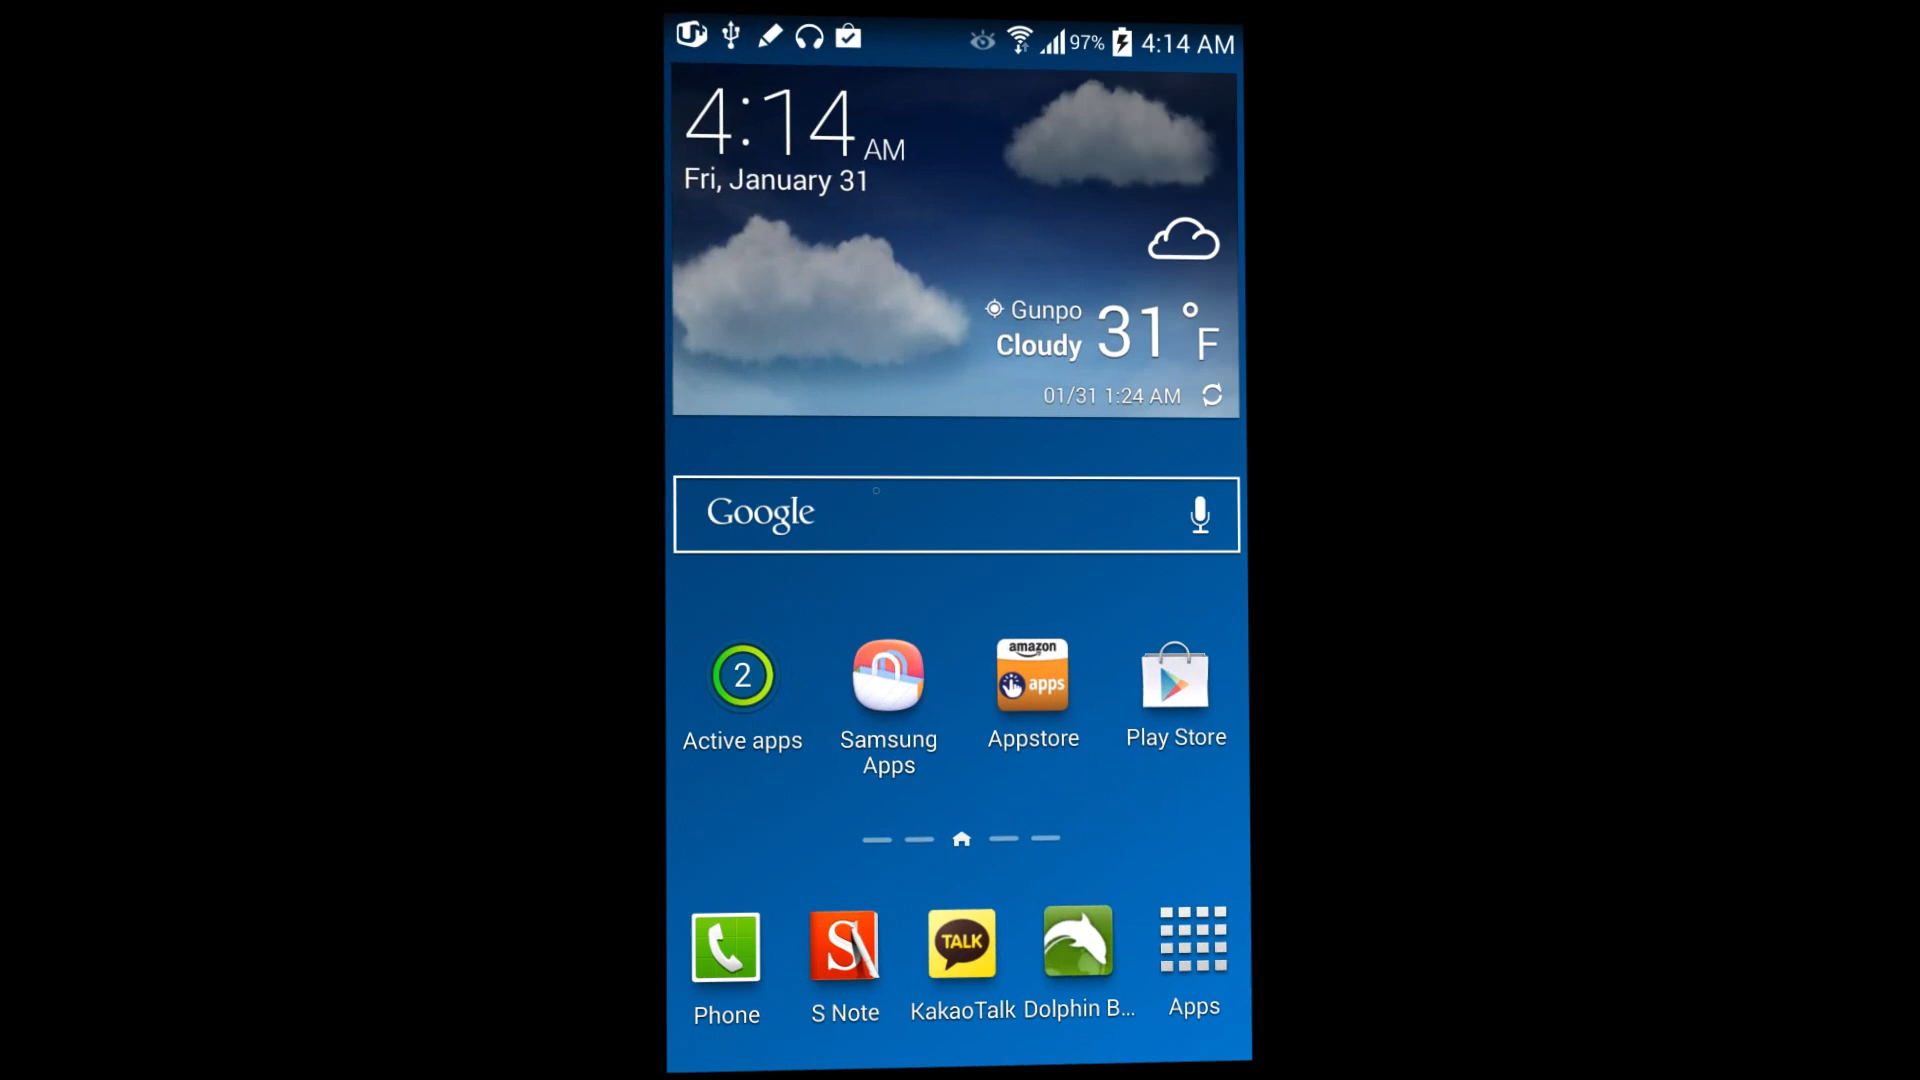 U+
97%
4:14 AM
4:14 AM
Fri, January 31
Gunpo
Cloudy
31 °F
01/31 1:24 AM
Google
2
amazon
apps
Active apps
Samsung Apps
Appstore
Play Store
S
TALK
Phone
S Note
KakaoTalk
Dolphin B...
Apps